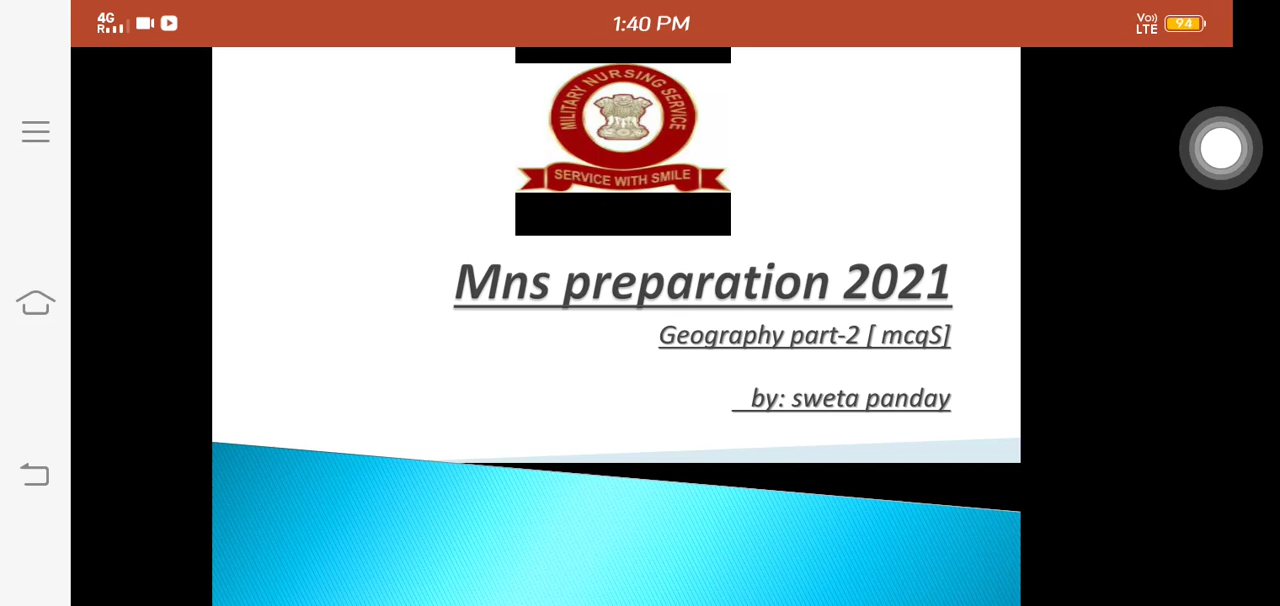 4G
R
1:40 PM
Vo))
LTE
94
MILITARY NURSING SERVICE
SERVICE WITH SMILE
Mns preparation 2021
Geography part-2 [ mcqS]
by: sweta panday